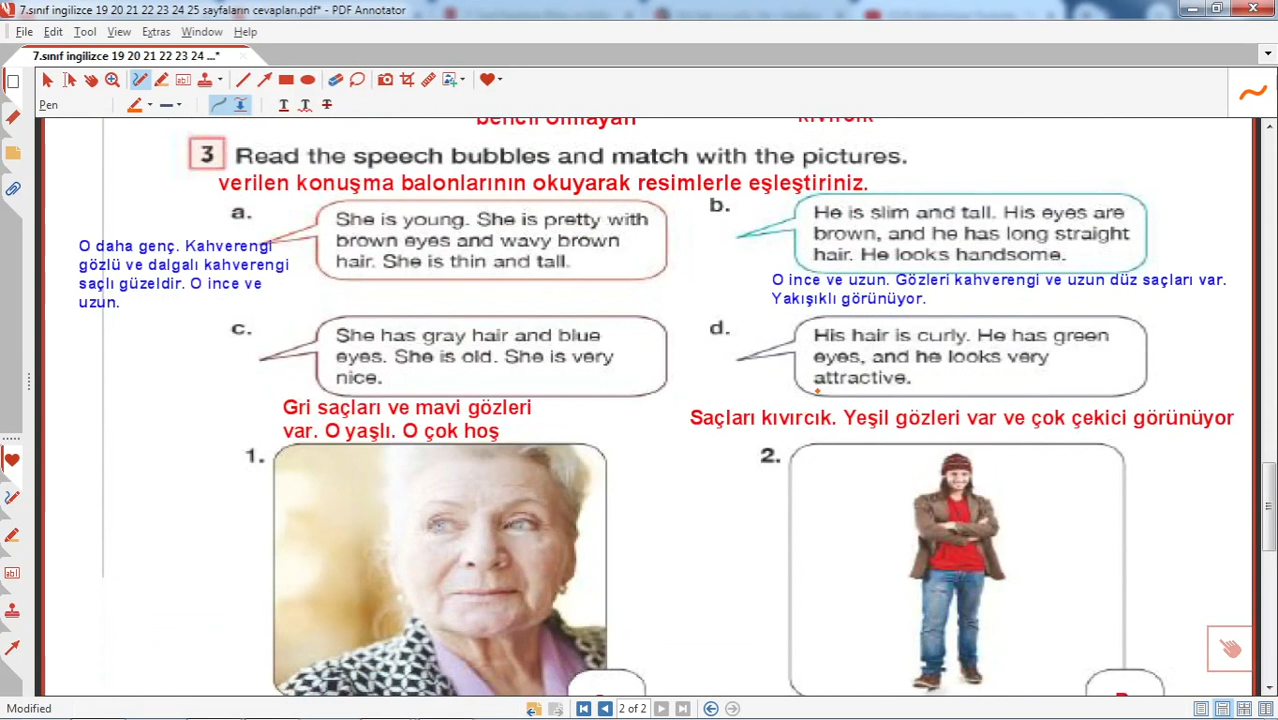 7.sınıf ingilizce 19 20 21 22 23 24 25 sayfaların cevapları.pdf* - PDF Annotator
File Edit Tool View Extras Window Help
7.sınıf ingilizce 19 20 21 22 23 24 ...*
Pen
bencil olmayan
kıvırcık
3 Read the speech bubbles and match with the pictures.
verilen konuşma balonlarının okuyarak resimlerle eşleştiriniz.
a.
She is young. She is pretty with
brown eyes and wavy brown
hair. She is thin and tall.
O daha genç. Kahverengi
gözlü ve dalgalı kahverengi
saçlı güzeldir. O ince ve
uzun.
b.
He is slim and tall. His eyes are
brown, and he has long straight
hair. He looks handsome.
O ince ve uzun. Gözleri kahverengi ve uzun düz saçları var.
Yakışıklı görünüyor.
c.
She has gray hair and blue
eyes. She is old. She is very
nice.
Gri saçları ve mavi gözleri
var. O yaşlı. O çok hoş
d.
His hair is curly. He has green
eyes, and he looks very
attractive.
Saçları kıvırcık. Yeşil gözleri var ve çok çekici görünüyor
1.
2.
Modified
2 of 2